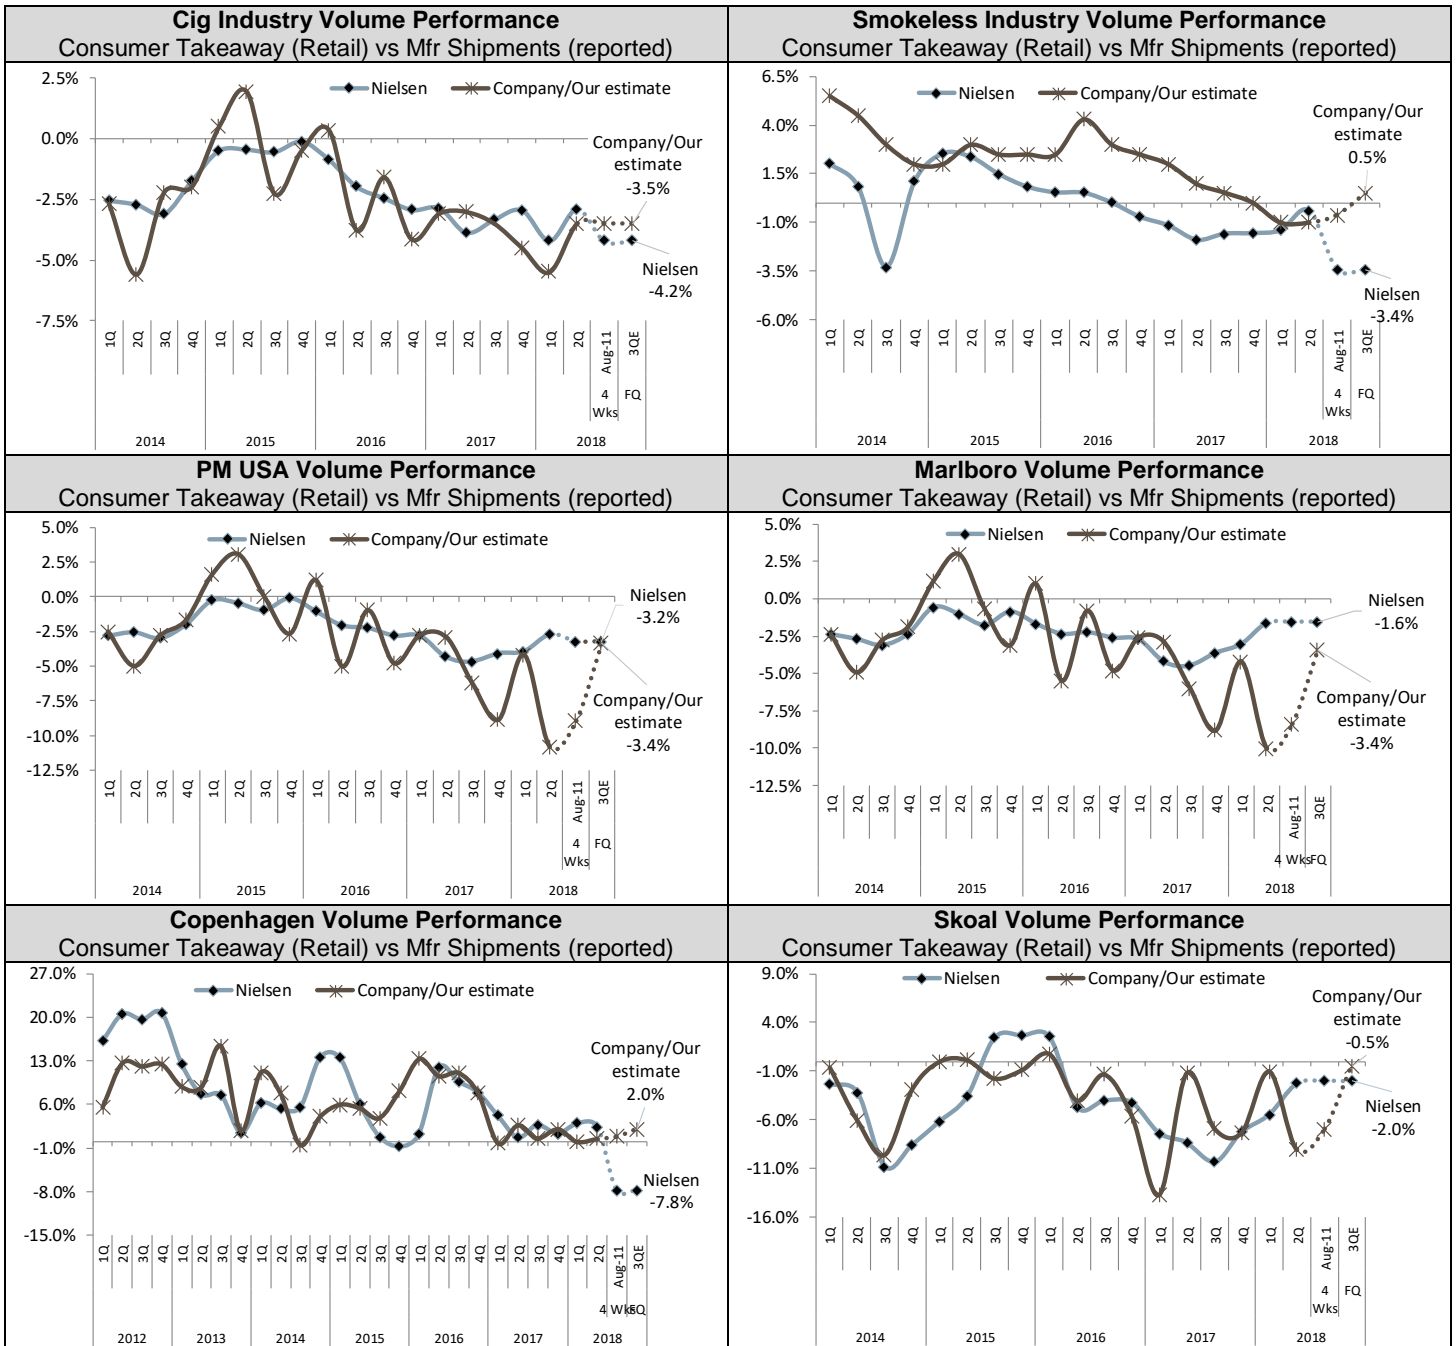 Cig Industry Volume Performance
Consumer Takeaway (Retail) vs Mfr Shipments (reported)
2.5%
0.0%
-2.5%
-5.0%
-7.5%
Nielsen
Company/Our estimate
Company/Our
estimate
-3.5%
Nielsen
-4.2%
1Q 2Q 3Q 4Q 1Q 2Q 3Q 4Q 1Q 2Q 3Q 4Q 1Q 2Q 3Q 4Q 1Q 2Q Aug-11 3QE
4 FQ
Wks
2014 2015 2016 2017 2018
Smokeless Industry Volume Performance
Consumer Takeaway (Retail) vs Mfr Shipments (reported)
6.5%
4.0%
1.5%
-1.0%
-3.5%
-6.0%
Nielsen
Company/Our estimate
Company/Our
estimate
0.5%
Nielsen
-3.4%
1Q 2Q 3Q 4Q 1Q 2Q 3Q 4Q 1Q 2Q 3Q 4Q 1Q 2Q 3Q 4Q 1Q 2Q Aug-11 3QE
4 FQ
Wks
2014 2015 2016 2017 2018
PM USA Volume Performance
Consumer Takeaway (Retail) vs Mfr Shipments (reported)
5.0%
2.5%
0.0%
-2.5%
-5.0%
-7.5%
-10.0%
-12.5%
Nielsen
Company/Our estimate
Nielsen
-3.2%
Company/Our
estimate
-3.4%
1Q 2Q 3Q 4Q 1Q 2Q 3Q 4Q 1Q 2Q 3Q 4Q 1Q 2Q 3Q 4Q 1Q 2Q Aug-11 3QE
4 FQ
Wks
2014 2015 2016 2017 2018
Marlboro Volume Performance
Consumer Takeaway (Retail) vs Mfr Shipments (reported)
5.0%
2.5%
0.0%
-2.5%
-5.0%
-7.5%
-10.0%
-12.5%
Nielsen
Company/Our estimate
Nielsen
-1.6%
Company/Our
estimate
-3.4%
1Q 2Q 3Q 4Q 1Q 2Q 3Q 4Q 1Q 2Q 3Q 4Q 1Q 2Q 3Q 4Q 1Q 2Q Aug-11 3QE
4 Wks FQ
2014 2015 2016 2017 2018
Copenhagen Volume Performance
Consumer Takeaway (Retail) vs Mfr Shipments (reported)
27.0%
20.0%
13.0%
6.0%
-1.0%
-8.0%
-15.0%
Nielsen
Company/Our estimate
Company/Our
estimate
2.0%
Nielsen
-7.8%
1Q 2Q 3Q 4Q 1Q 2Q 3Q 4Q 1Q 2Q 3Q 4Q 1Q 2Q 3Q 4Q 1Q 2Q 3Q 4Q 1Q 2Q 3Q 4Q 1Q 2Q Aug-11 3QE
4 Wks FQ
2012 2013 2014 2015 2016 2017 2018
Skoal Volume Performance
Consumer Takeaway (Retail) vs Mfr Shipments (reported)
9.0%
4.0%
-1.0%
-6.0%
-11.0%
-16.0%
Nielsen
Company/Our estimate
Company/Our
estimate
-0.5%
Nielsen
-2.0%
1Q 2Q 3Q 4Q 1Q 2Q 3Q 4Q 1Q 2Q 3Q 4Q 1Q 2Q 3Q 4Q 1Q 2Q Aug-11 3QE
4 FQ
Wks
2014 2015 2016 2017 2018